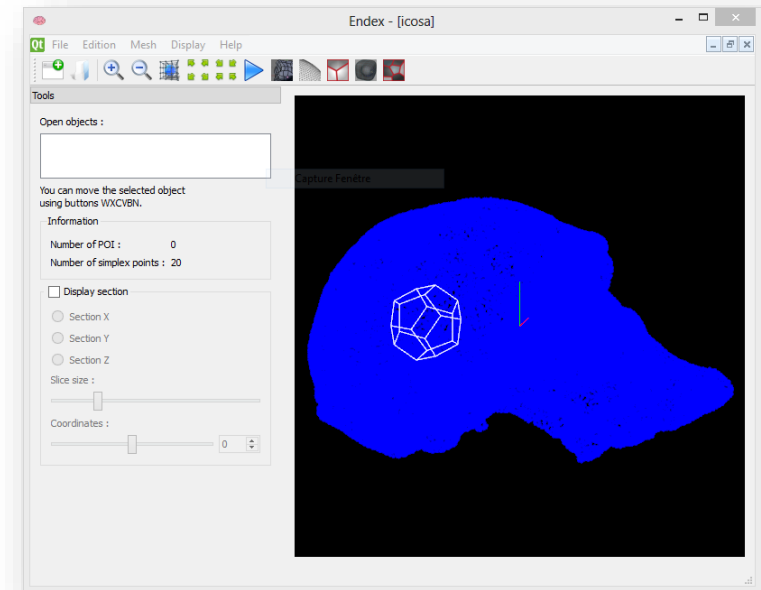 Endex - [icosa]
Qt File Edition Mesh Display Help
Tools
Open objects :
Capture Fenêtre
You can move the selected object
using buttons WXCVBN.
Information
Number of POI : 0
Number of simplex points : 20
Display section
Section X
Section Y
Section Z
Slice size :
Coordinates :
0